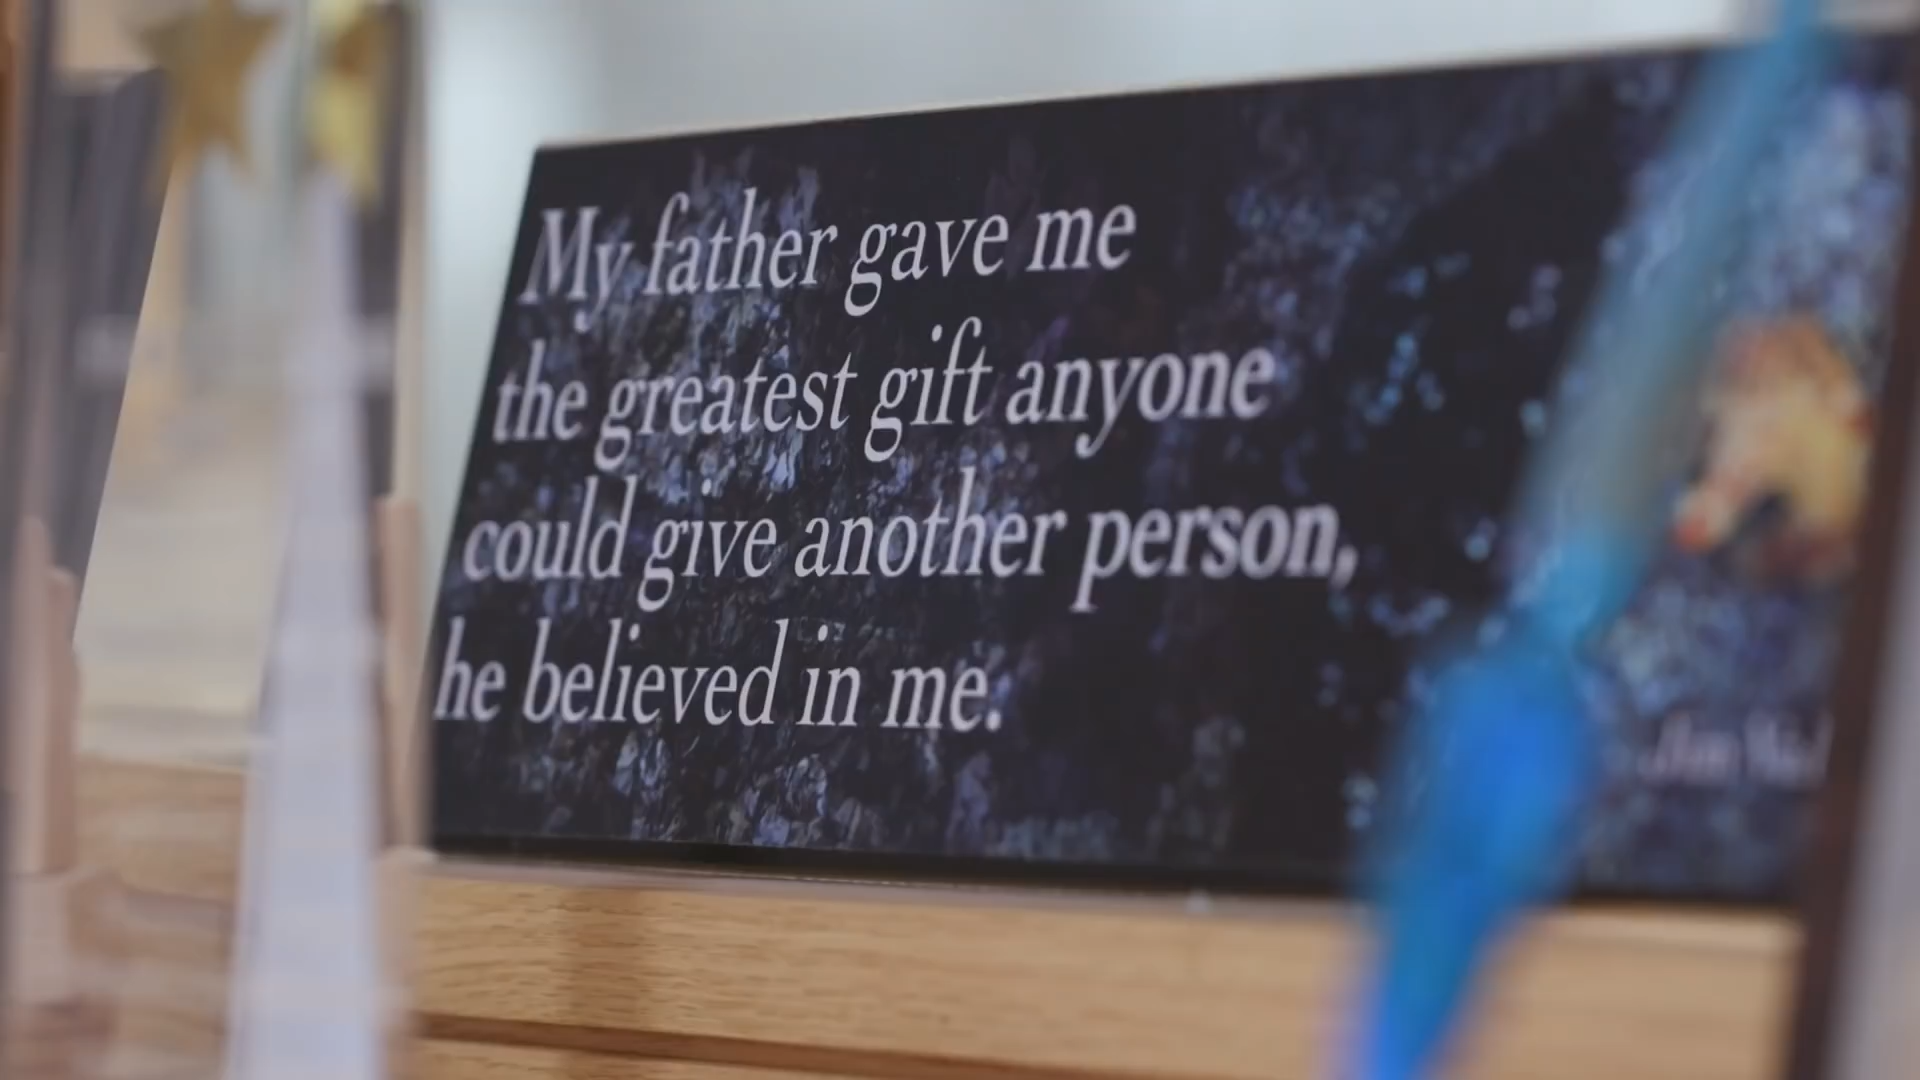 My father gave me
the greatest gift anyone
could give another person,
he believed in me.